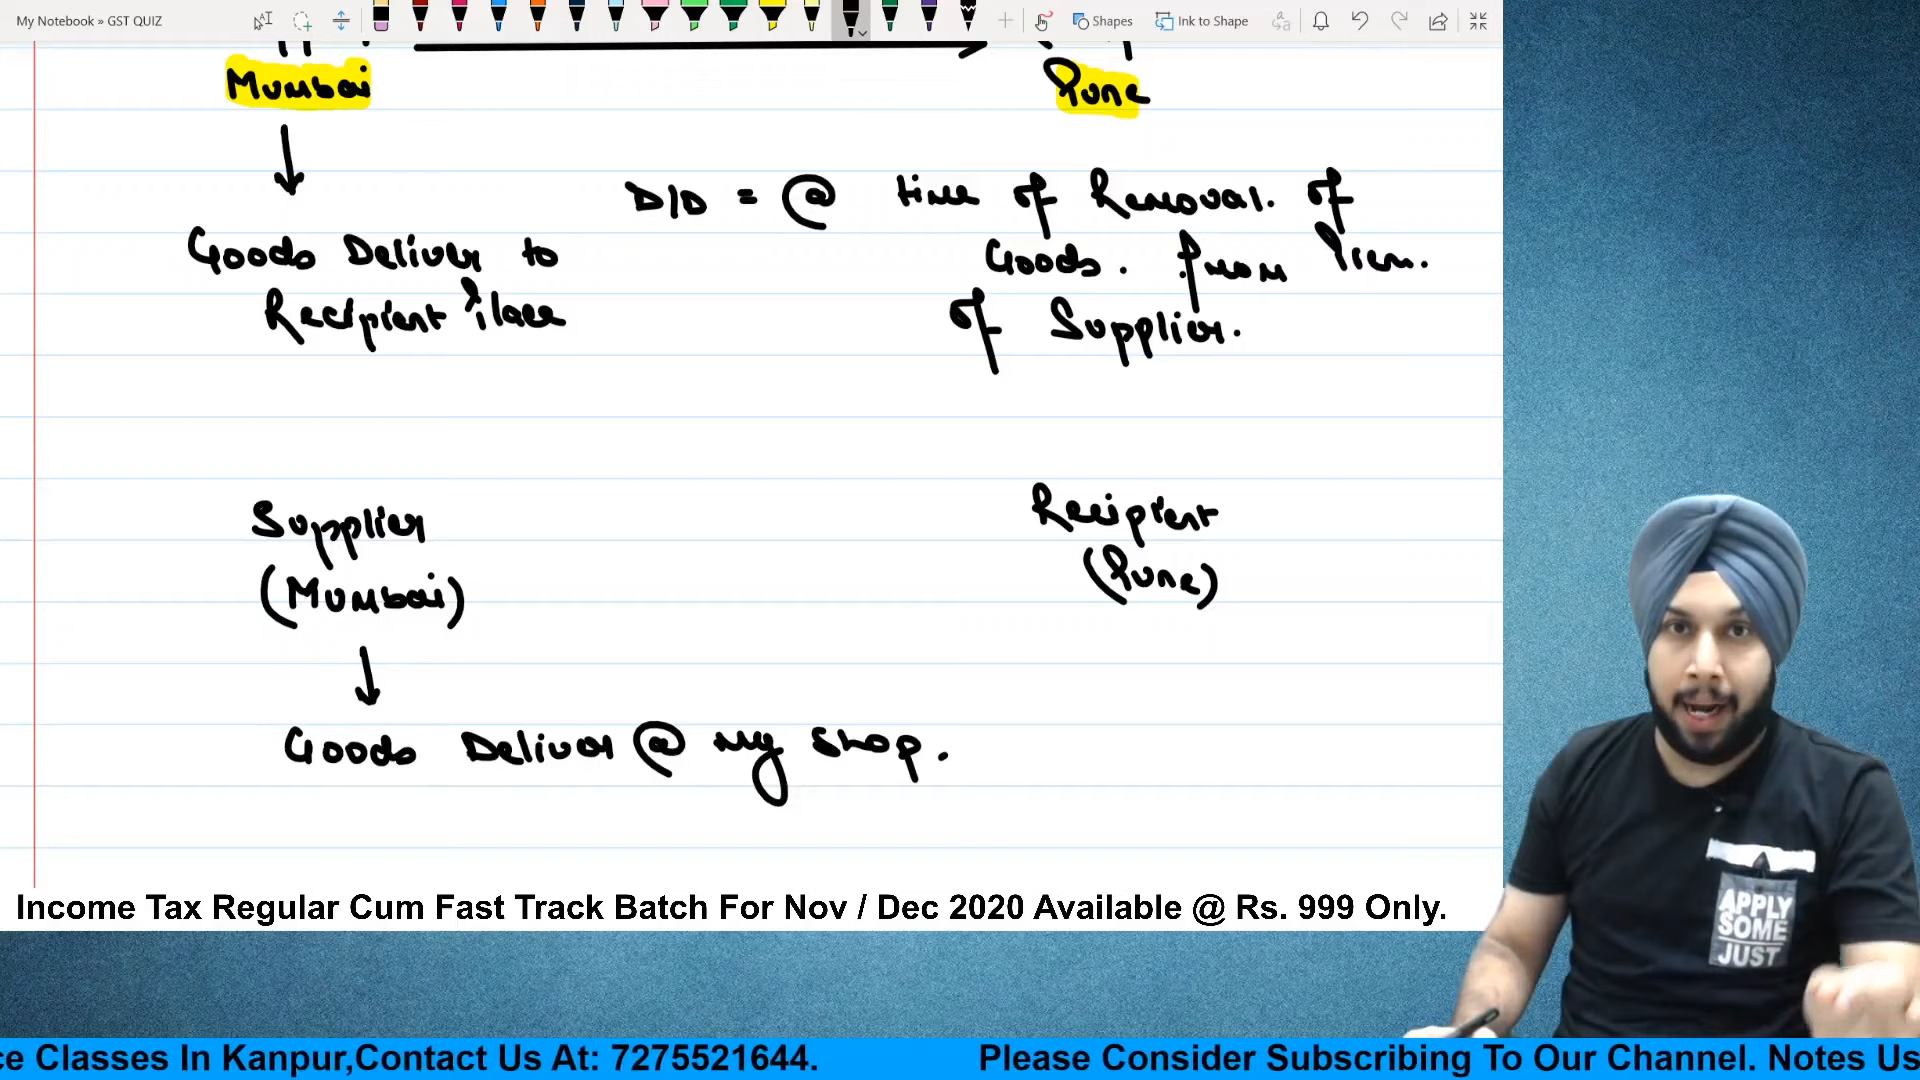 My Notebook » GST QUIZ
Shapes
Ink to Shape
Mumbai
Pune
D/D = @ time of Removal. of
Goods. from Prem.
of Supplier.
Goods Deliver to
Recipient Place
Supplier
(Mumbai)
Recipient
(Pune)
Goods Deliver @ My Shop.
APPLY
SOME
JUST
Income Tax Regular Cum Fast Track Batch For Nov / Dec 2020 Available @ Rs. 999 Only.
ce Classes In Kanpur,Contact Us At: 7275521644.
Please Consider Subscribing To Our Channel. Notes Us